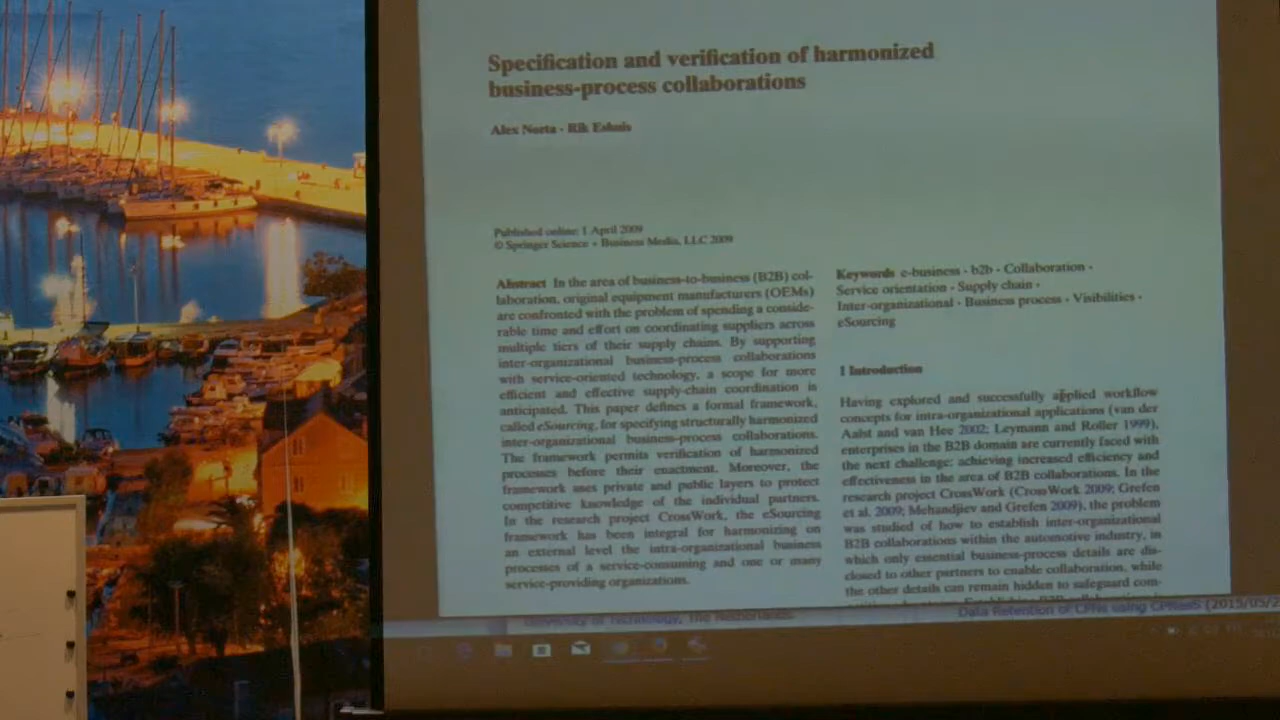 Specification and verification of harmonized
business-process collaborations
Alex Norta · Rik Eshuis
Published online: 1 April 2009
© Springer Science + Business Media, LLC 2009
Abstract In the area of business-to-business (B2B) col-
laboration, original equipment manufacturers (OEMs)
are confronted with the problem of spending a conside-
rable time and effort on coordinating suppliers across
multiple tiers of their supply chains. By supporting
inter-organizational business-process collaborations
with service-oriented technology, a scope for more
efficient and effective supply-chain coordination is
anticipated. This paper defines a formal framework,
called eSourcing, for specifying structurally harmonized
inter-organizational business-process collaborations.
The framework permits verification of harmonized
processes before their enactment. Moreover, the
framework uses private and public layers to protect
competitive knowledge of the individual partners.
In the research project CrossWork, the eSourcing
framework has been integral for harmonizing on
an external level the intra-organizational business
processes of a service-consuming and one or many
service-providing organizations.
Keywords e-business · b2b · Collaboration ·
Service orientation · Supply chain ·
Inter-organizational · Business process · Visibilities ·
eSourcing
1 Introduction
Having explored and successfully applied workflow
concepts for intra-organizational applications (van der
Aalst and van Hee 2002; Leymann and Roller 1999),
enterprises in the B2B domain are currently faced with
the next challenge: achieving increased efficiency and
effectiveness in the area of B2B collaborations. In the
research project CrossWork (CrossWork 2009; Grefen
et al. 2009; Mehandjiev and Grefen 2009), the problem
was studied of how to establish inter-organizational
B2B collaborations within the automotive industry, in
which only essential business-process details are dis-
closed to other partners to enable collaboration, while
the other details can remain hidden to safeguard com-
University of Technology, The Netherlands
Data Retention of CPNs using CPNaaS (2015/05/2